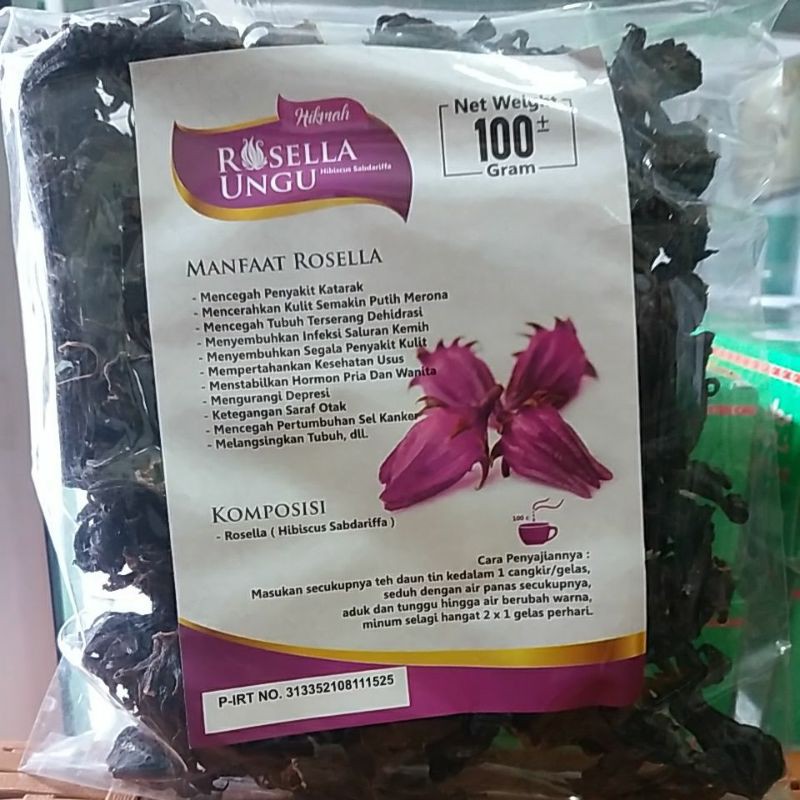 Hikmah
ROSELLA
UNGU Hibiscus Sabdariffa
Net Weight
100±
Gram
MANFAAT ROSELLA
- Mencegah Penyakit Katarak
- Mencerahkan Kulit Semakin Putih Merona
- Mencegah Tubuh Terserang Dehidrasi
- Menyembuhkan Infeksi Saluran Kemih
- Menyembuhkan Segala Penyakit Kulit
- Mempertahankan Kesehatan Usus
- Menstabilkan Hormon Pria Dan Wanita
- Mengurangi Depresi
- Ketegangan Saraf Otak
- Mencegah Pertumbuhan Sel Kanker
- Melangsingkan Tubuh, dll.
KOMPOSISI
- Rosella ( Hibiscus Sabdariffa )
100 c
Cara Penyajiannya :
Masukan secukupnya teh daun tin kedalam 1 cangkir/gelas,
seduh dengan air panas secukupnya,
aduk dan tunggu hingga air berubah warna,
minum selagi hangat 2 x 1 gelas perhari.
P-IRT NO. 313352108111525